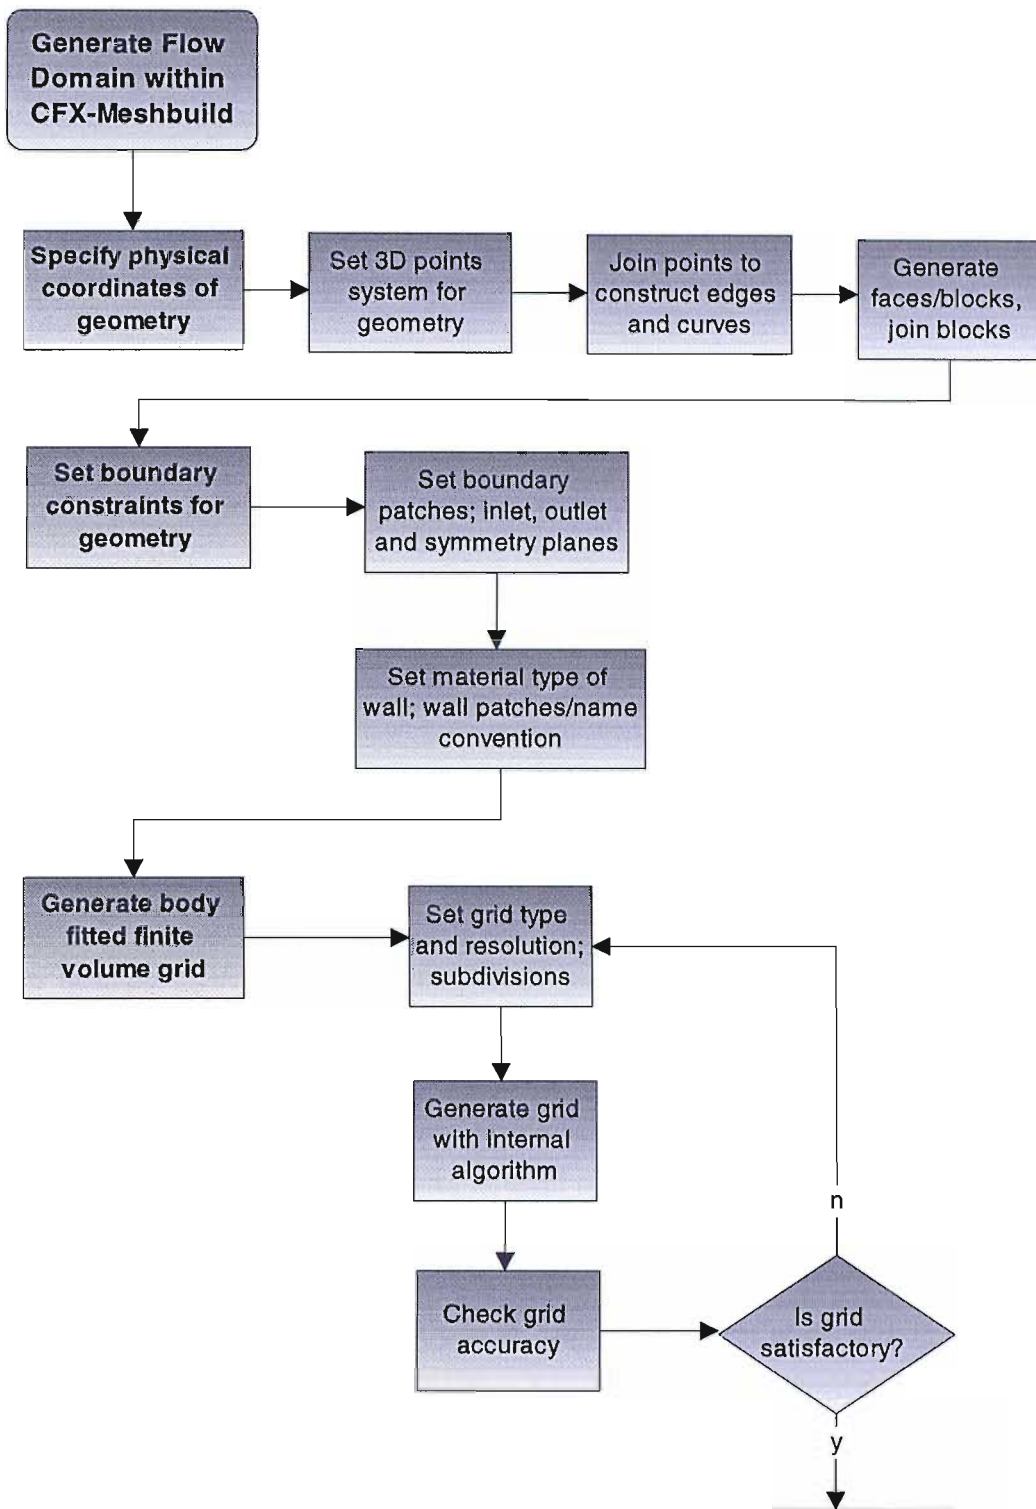 Generate Flow
Domain within
CFX-Meshbuild
Specify physical
coordinates of
geometry
Set 3D points
system for
geometry
Join points to
construct edges
and curves
Generate
faces/blocks,
join blocks
Set boundary
constraints for
geometry
Set boundary
patches; inlet, outlet
and symmetry planes
Set material type of
wall; wall patches/name
convention
Generate body
fitted finite
volume grid
Set grid type
and resolution;
subdivisions
Generate grid
with internal
algorithm
n
Check grid
accuracy
Is grid
satisfactory?
y